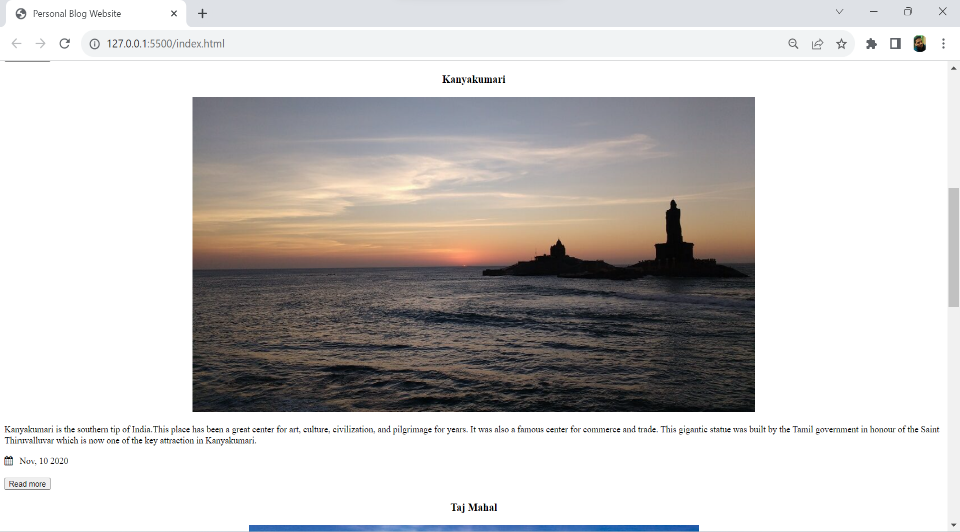 Personal Blog Website
127.0.0.1:5500/index.html
Kanyakumari
Kanyakumari is the southern tip of India.This place has been a great center for art, culture, civilization, and pilgrimage for years. It was also a famous center for commerce and trade. This gigantic statue was built by the Tamil government in honour of the Saint
Thiruvalluvar which is now one of the key attraction in Kanyakumari.
Nov, 10 2020
Read more
Taj Mahal